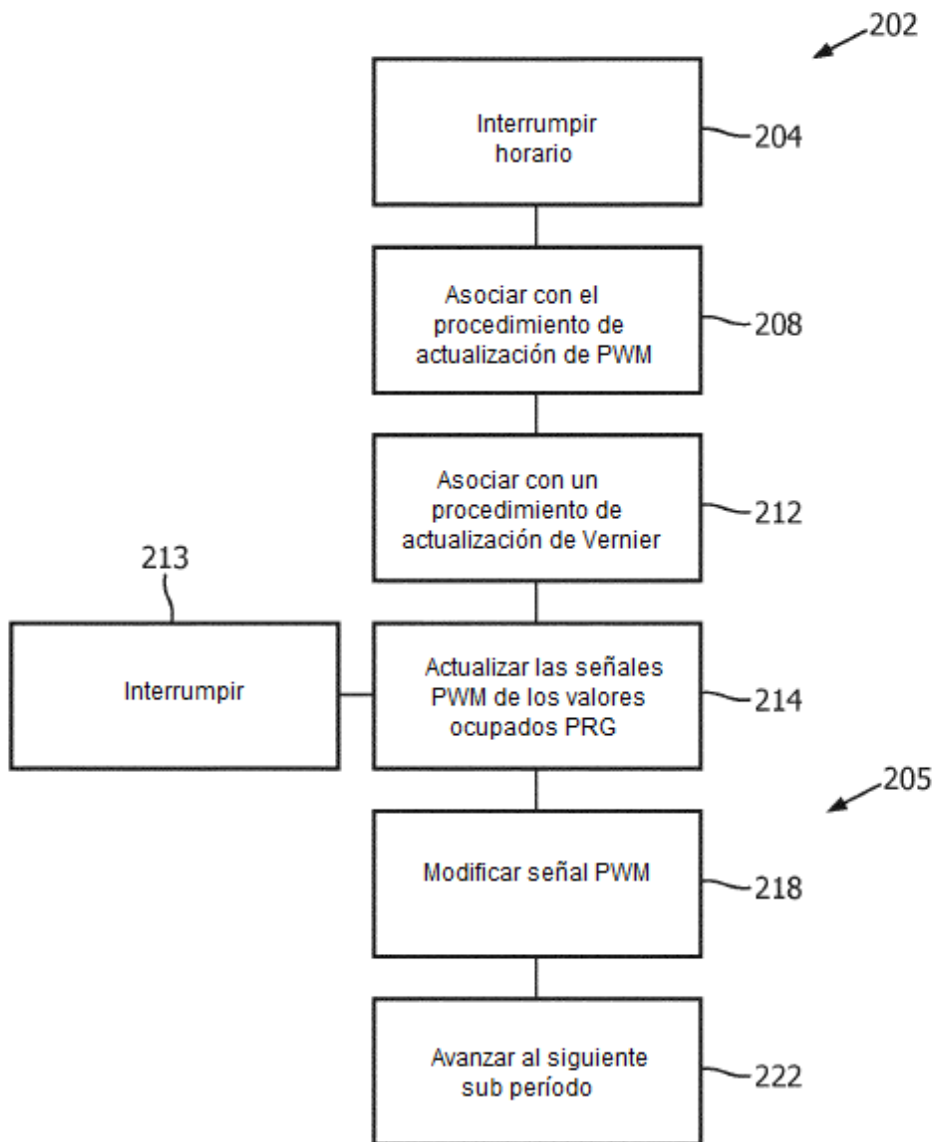 202
Interrumpir
horario
204
Asociar con el
procedimiento de
actualización de PWM
208
Asociar con un
procedimiento de
actualización de Vernier
212
213
Interrumpir
Actualizar las señales
PWM de los valores
ocupados PRG
214
205
Modificar señal PWM
218
Avanzar al siguiente
sub período
222